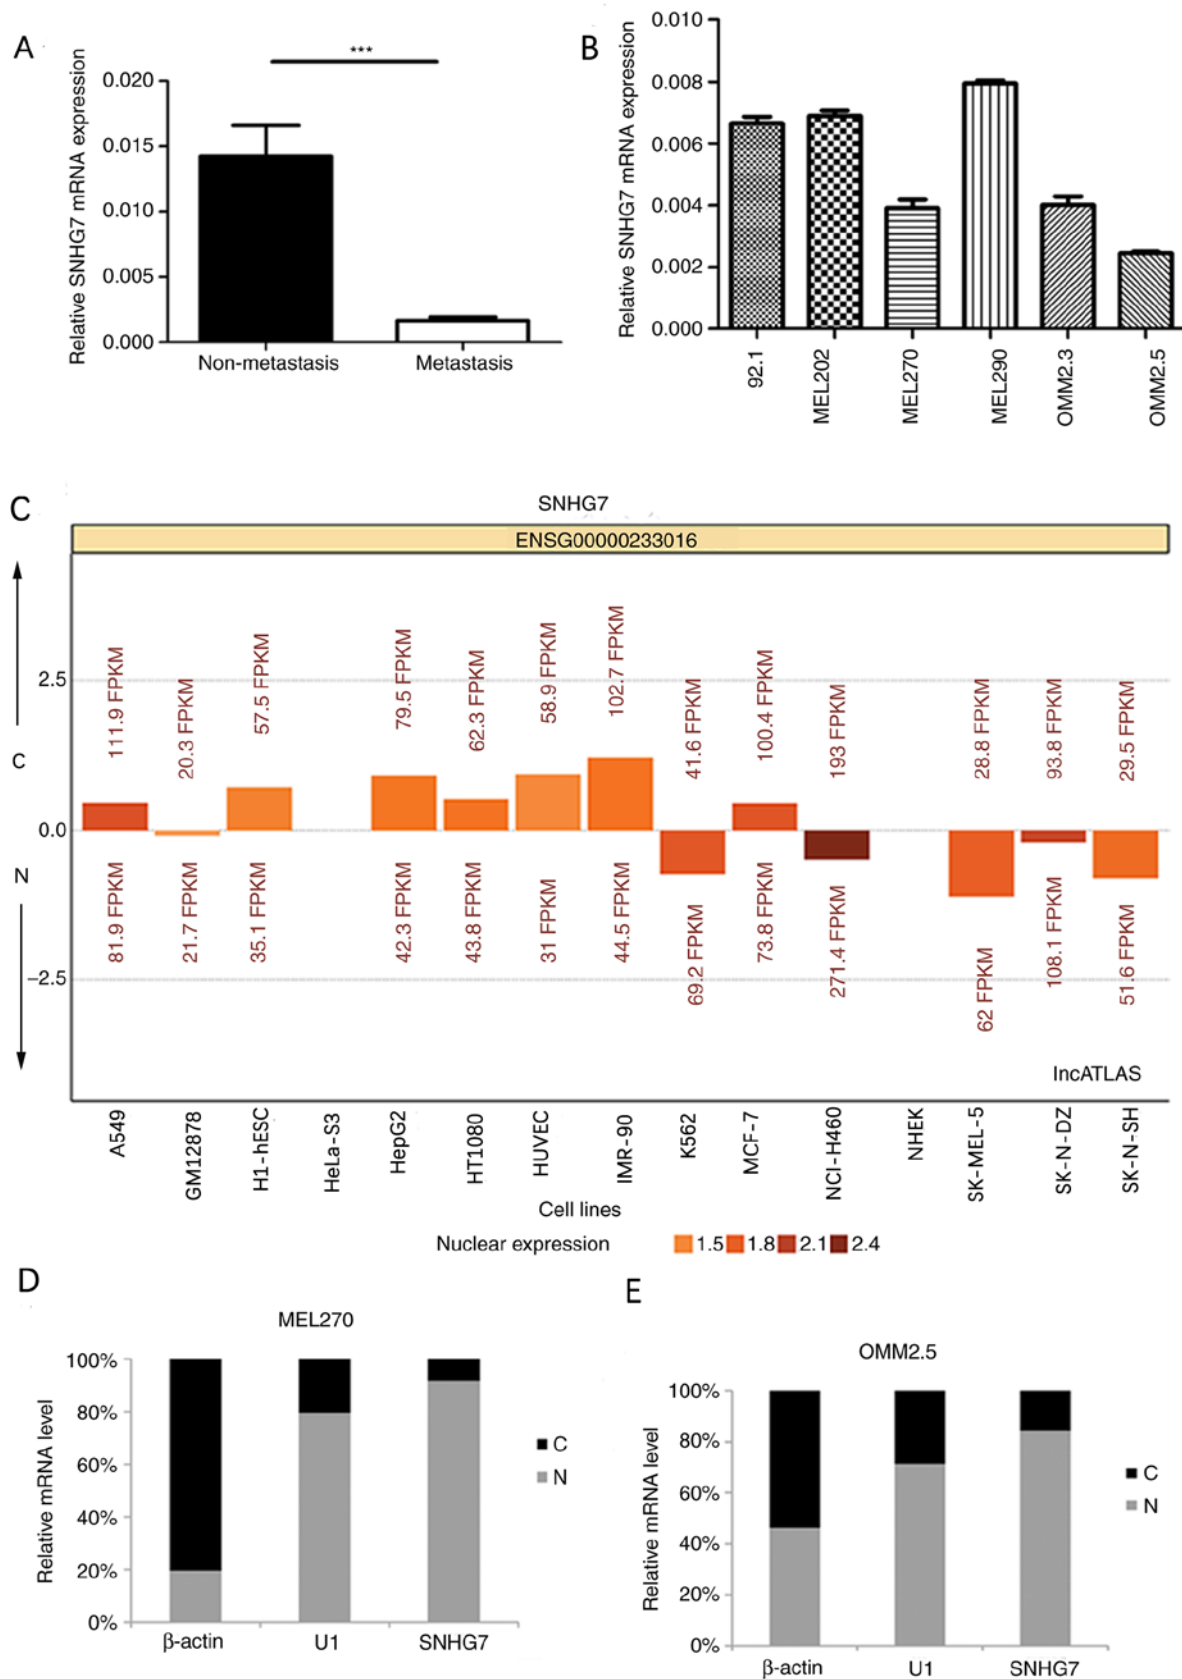 A
***
Relative SNHG7 mRNA expression
0.020
0.015
0.010
0.005
0.000
Non-metastasis
Metastasis
B
Relative SNHG7 mRNA expression
0.010
0.008
0.006
0.004
0.002
0.000
92.1
MEL202
MEL270
MEL290
OMM2.3
OMM2.5
C
SNHG7
ENSG00000233016
2.5
0.0
−2.5
C
N
111.9 FPKM
20.3 FPKM
57.5 FPKM
79.5 FPKM
62.3 FPKM
58.9 FPKM
102.7 FPKM
41.6 FPKM
100.4 FPKM
193 FPKM
28.8 FPKM
93.8 FPKM
29.5 FPKM
81.9 FPKM
21.7 FPKM
35.1 FPKM
42.3 FPKM
43.8 FPKM
31 FPKM
44.5 FPKM
69.2 FPKM
73.8 FPKM
271.4 FPKM
62 FPKM
108.1 FPKM
51.6 FPKM
lncATLAS
A549
GM12878
H1-hESC
HeLa-S3
HepG2
HT1080
HUVEC
IMR-90
K562
MCF-7
NCI-H460
NHEK
SK-MEL-5
SK-N-DZ
SK-N-SH
Cell lines
Nuclear expression 1.5 1.8 2.1 2.4
D
MEL270
Relative mRNA level
100%
80%
60%
40%
20%
0%
β-actin
U1
SNHG7
C
N
E
OMM2.5
Relative mRNA level
100%
80%
60%
40%
20%
0%
β-actin
U1
SNHG7
C
N